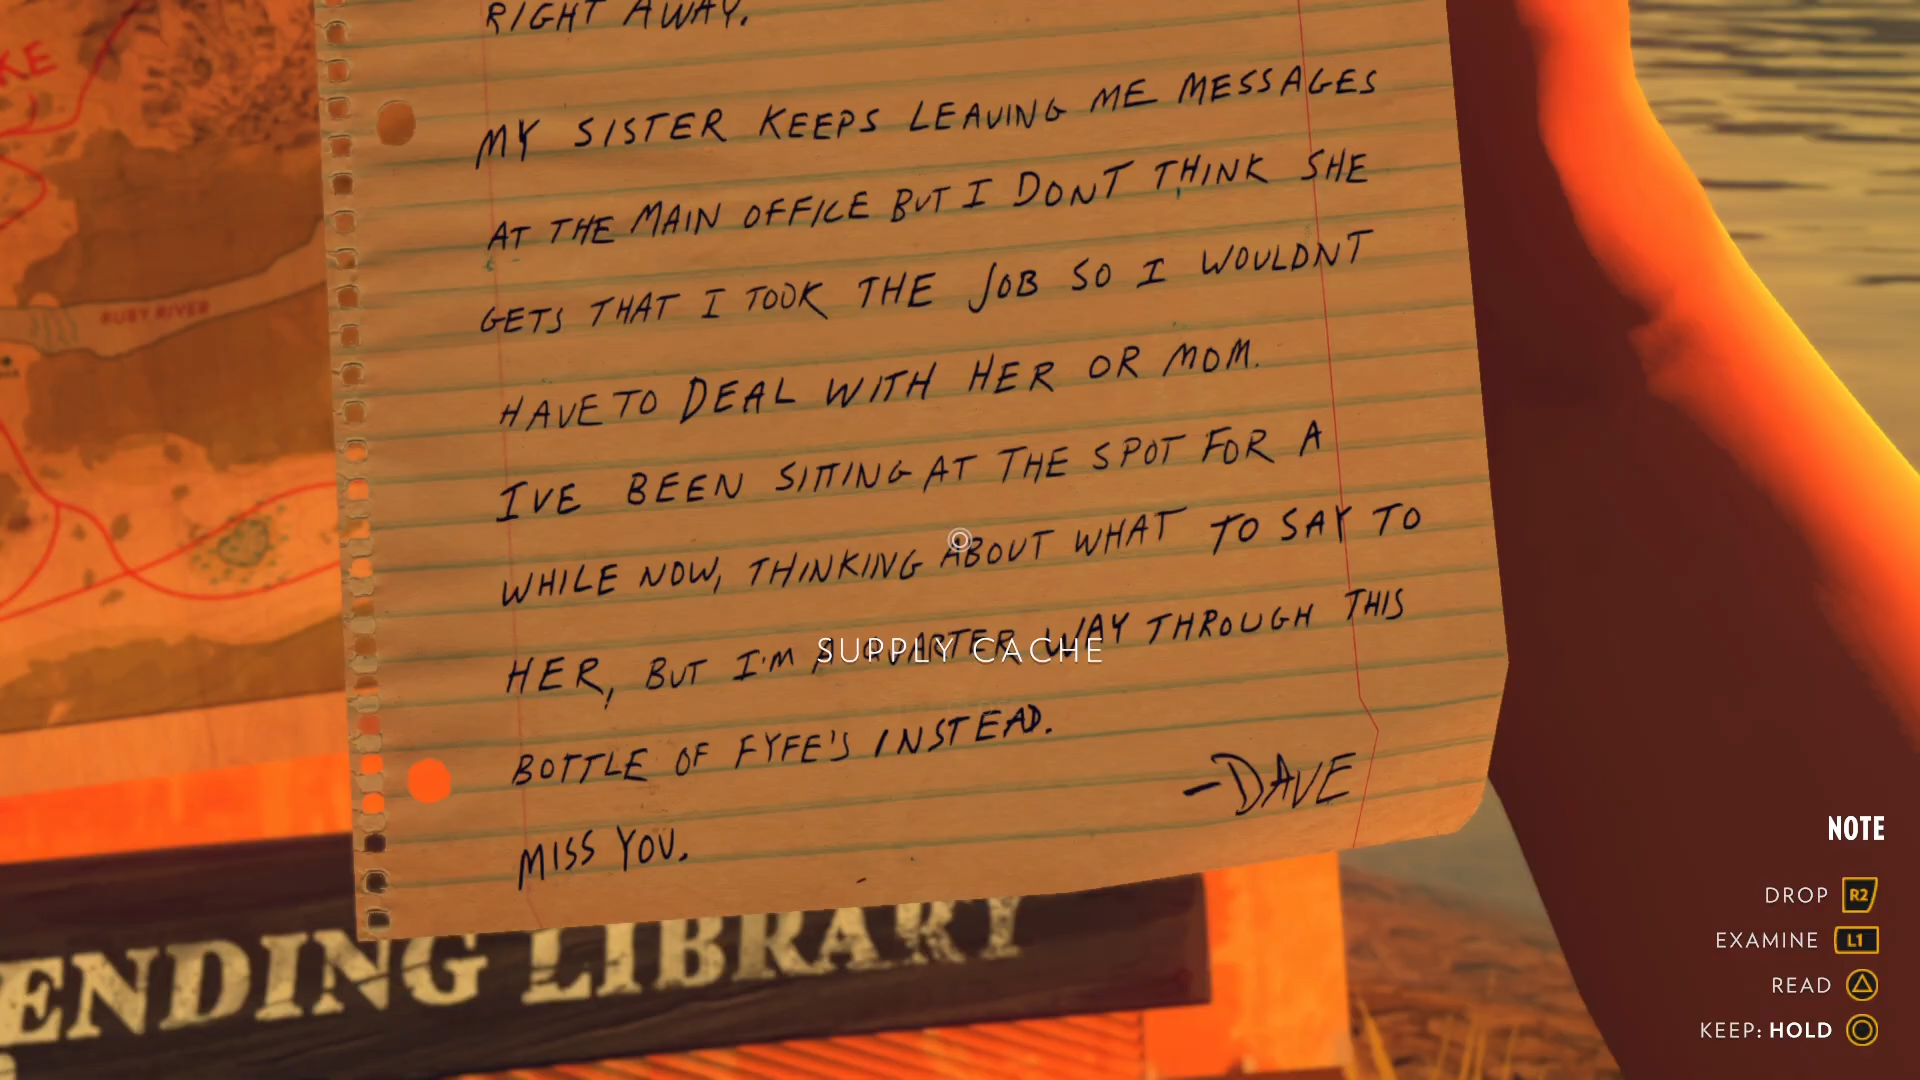 RIGHT AWAY.
KE
MY SISTER KEEPS LEAVING ME MESSAGES
AT THE MAIN OFFICE BUT I DONT THINK SHE
GETS THAT I TOOK THE JOB SO I WOULDNT
RUBY RIVER
HAVE TO DEAL WITH HER OR MOM.
IVE BEEN SITTING AT THE SPOT FOR A
WHILE NOW, THINKING ABOUT WHAT TO SAY TO
HER, BUT I'M A QUARTER WAY THROUGH THIS
SUPPLY CACHE
BOTTLE OF FYFE'S INSTEAD.
-DAVE
MISS YOU.
ENDING LIBRARY
NOTE
DROP R2
EXAMINE L1
READ
KEEP: HOLD